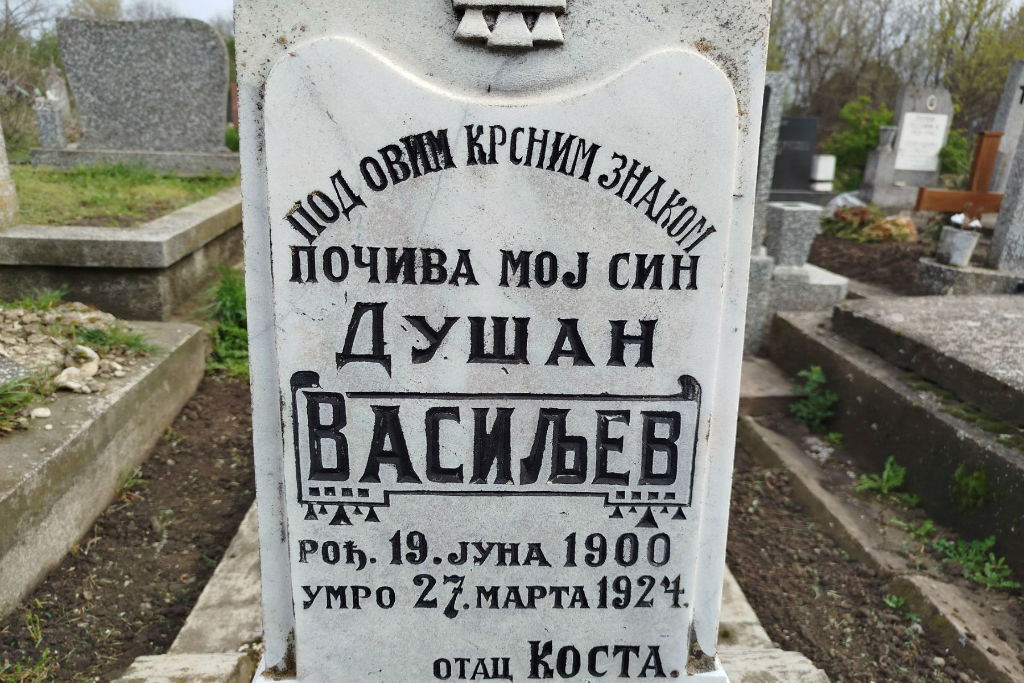 ПОД ОВИМ КРСНИМ ЗНАКОМ
ПОЧИВА МОЈ СИН
ДУШАН
ВАСИЉЕВ
РОЂ. 19. ЈУНА 1900
УМРО 27. МАРТА 1924.
ОТАЦ КОСТА.